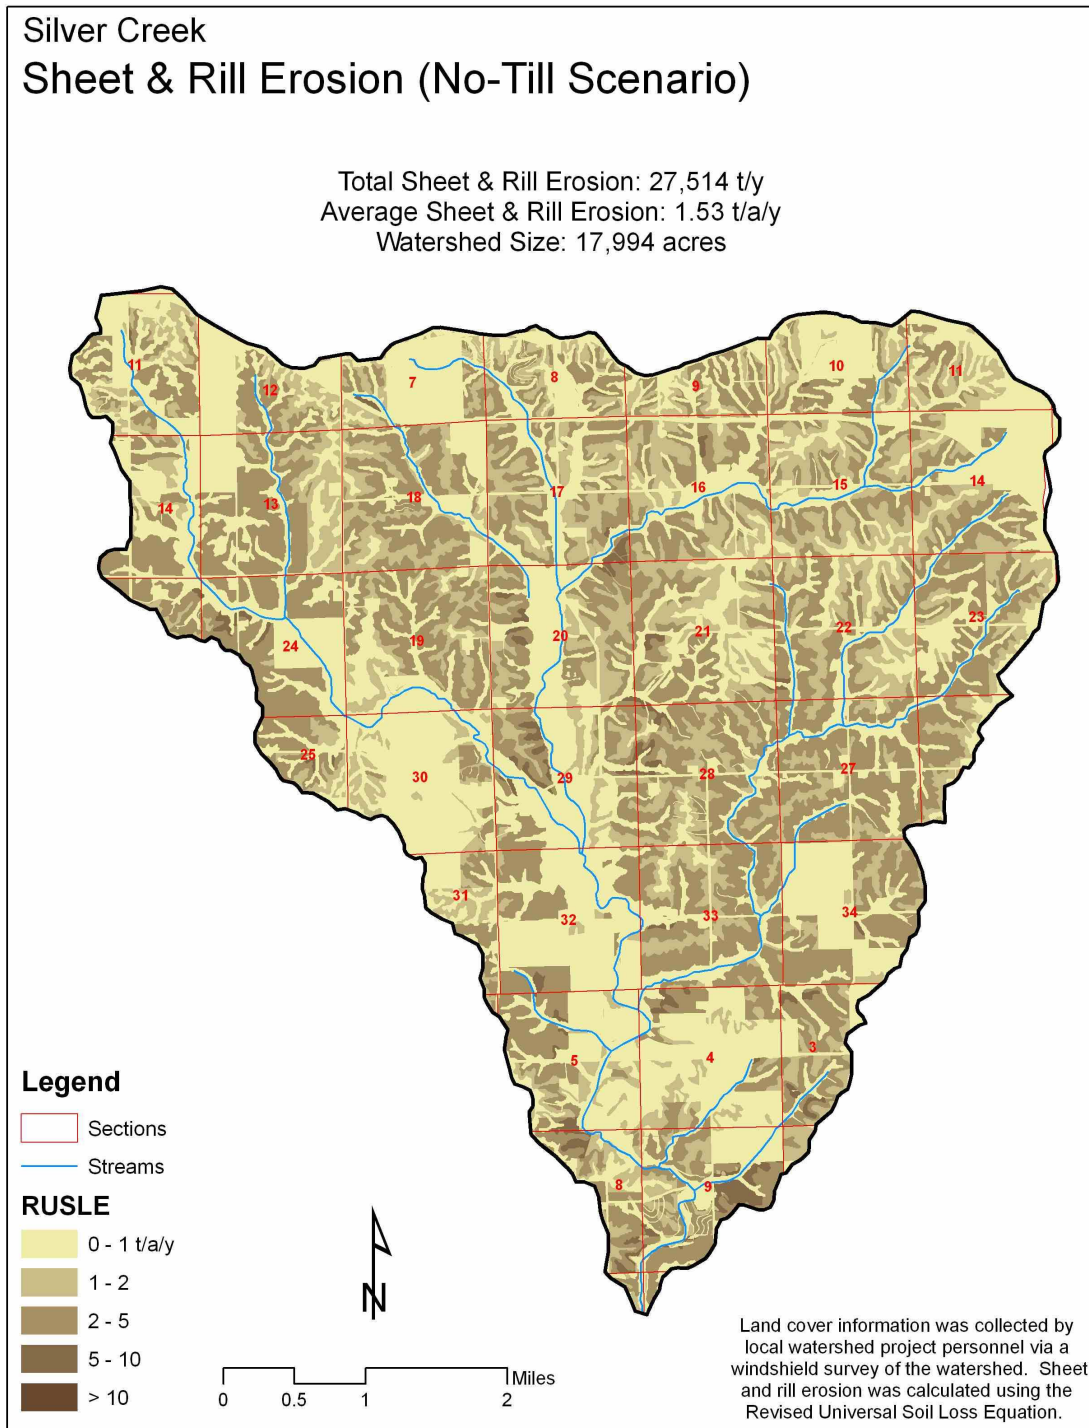 Silver Creek
Sheet & Rill Erosion (No-Till Scenario)
Total Sheet & Rill Erosion: 27,514 t/y
Average Sheet & Rill Erosion: 1.53 t/a/y
Watershed Size: 17,994 acres
11
12
7
8
9
10
11
14
13
18
17
16
15
14
24
19
20
21
22
23
25
30
29
28
27
31
32
33
34
5
4
3
8
9
Legend
Sections
Streams
RUSLE
0 - 1 t/a/y
1 - 2
2 - 5
5 - 10
> 10
N
Miles
0 0.5 1 2
Land cover information was collected by
local watershed project personnel via a
windshield survey of the watershed. Sheet
and rill erosion was calculated using the
Revised Universal Soil Loss Equation.